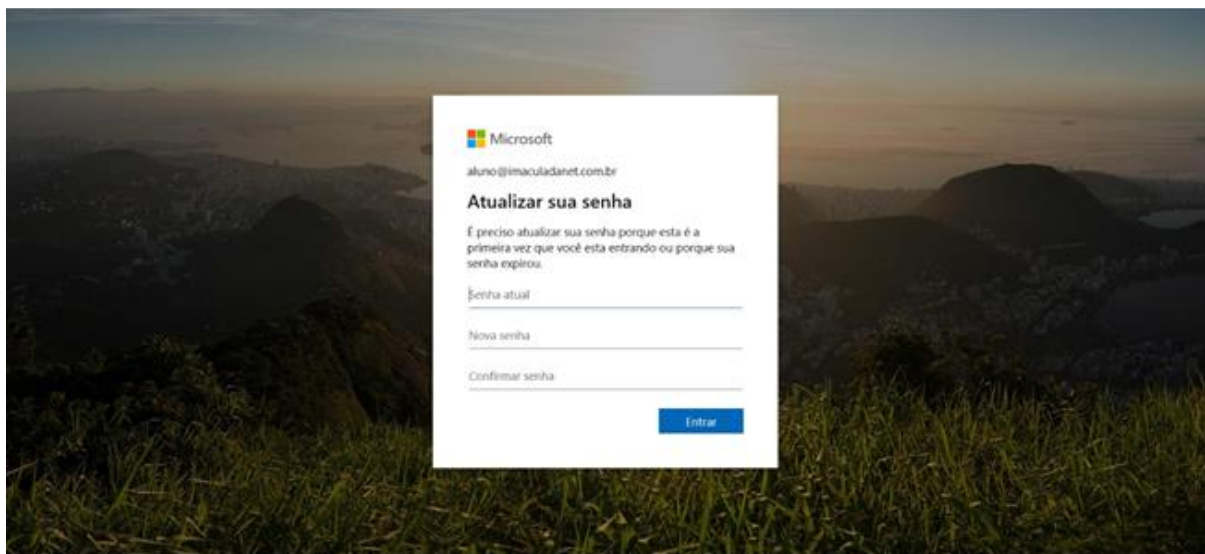 Microsoft
aluno@imaculadanet.com.br
Atualizar sua senha
É preciso atualizar sua senha porque esta é a
primeira vez que você esta entrando ou porque sua
senha expirou.
Senha atual
Nova senha
Confirmar senha
Entrar